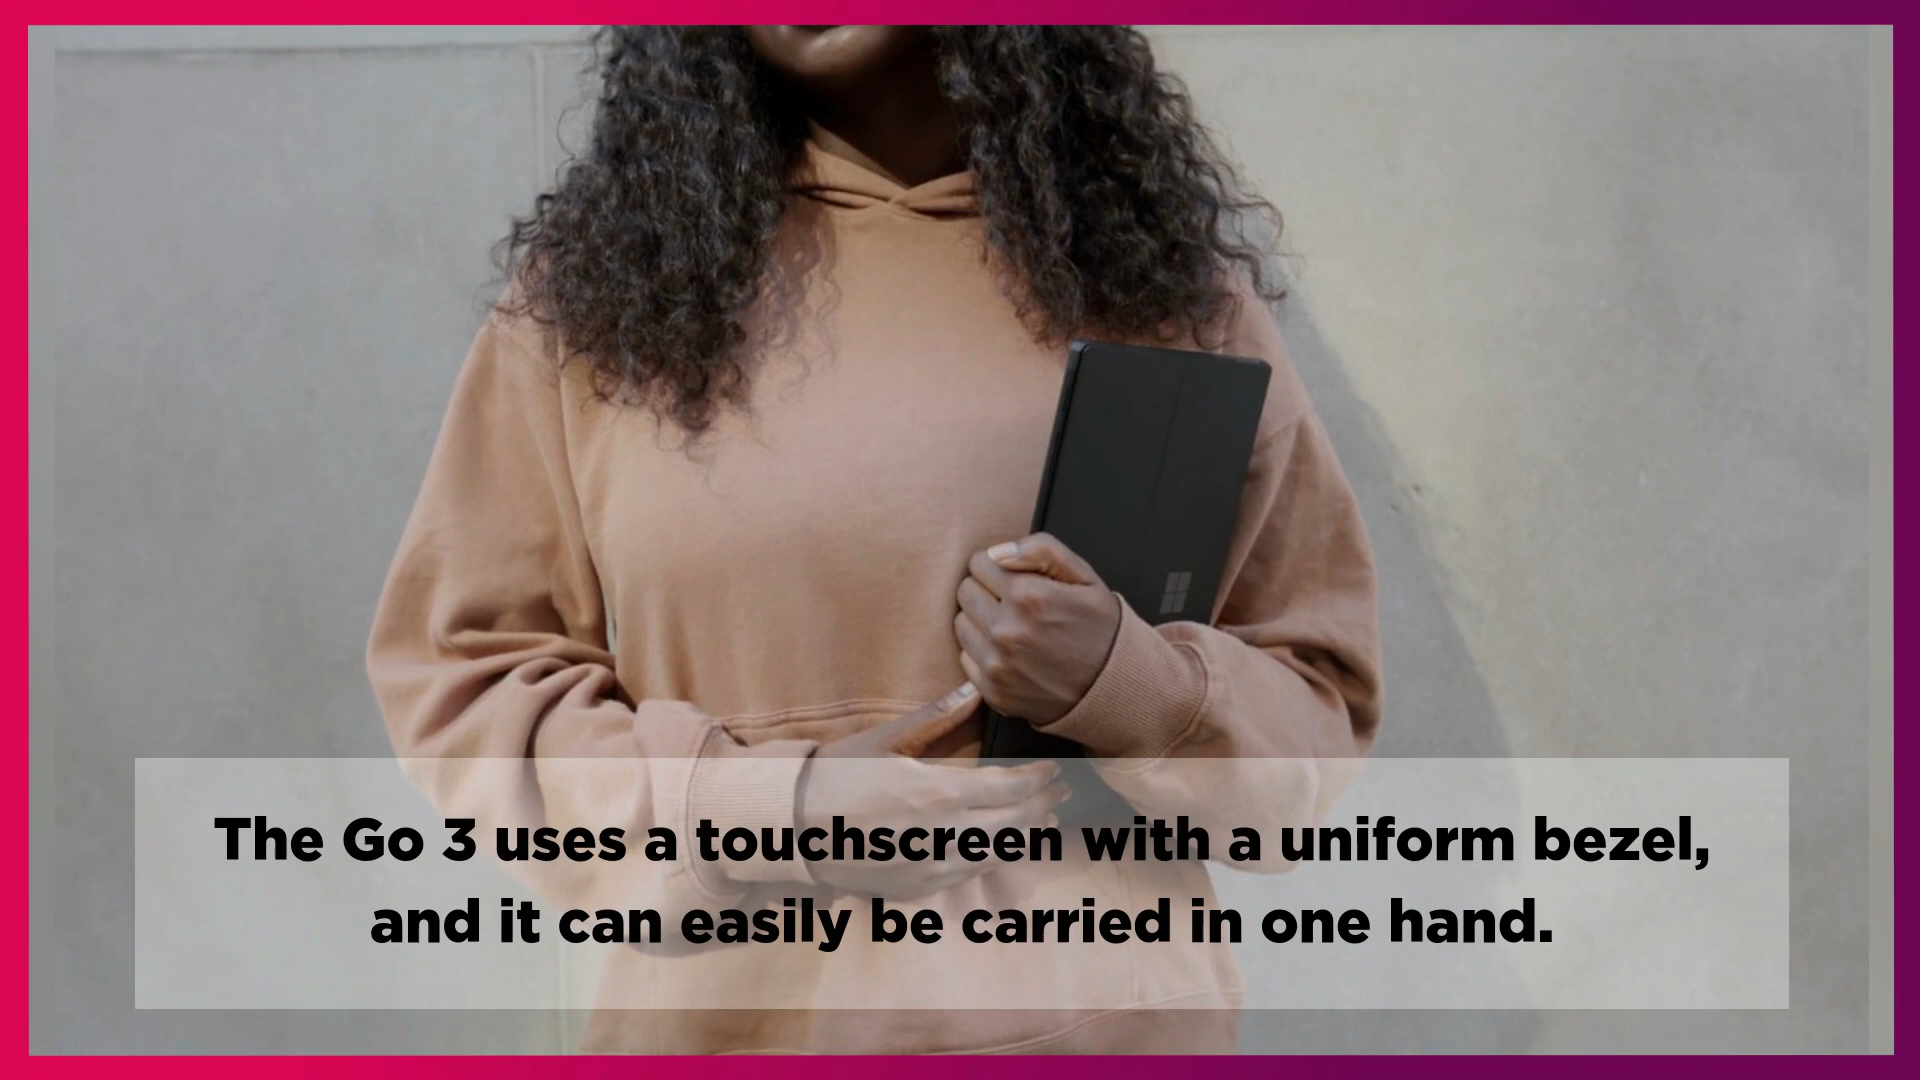 The Go 3 uses a touchscreen with a uniform bezel,
and it can easily be carried in one hand.